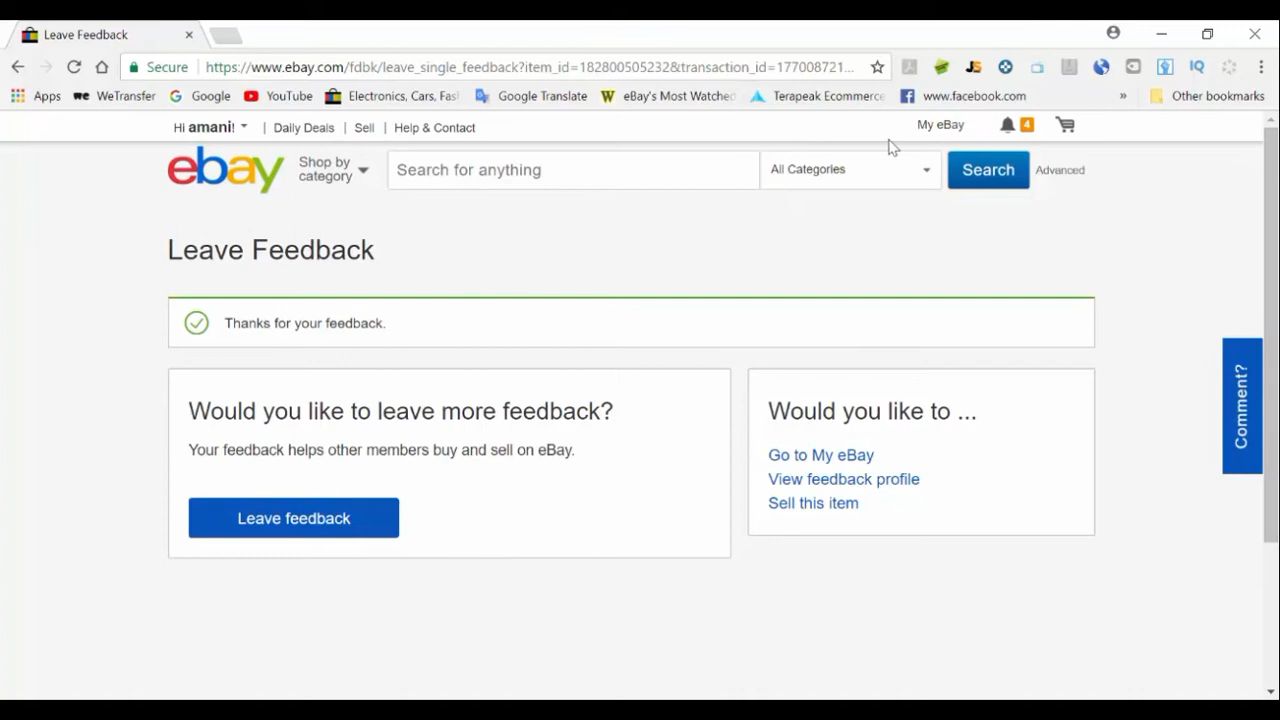 Leave Feedback
Secure https://www.ebay.com/fdbk/leave_single_feedback?item_id=182800505232&transaction_id=177008721...
Apps WeTransfer Google YouTube Electronics, Cars, Fas Google Translate eBay's Most Watched Terapeak Ecommerce www.facebook.com » Other bookmarks
Hi amani! Daily Deals Sell Help & Contact My eBay 4
ebay Shop by category Search for anything All Categories Search Advanced
Leave Feedback
Thanks for your feedback.
Would you like to leave more feedback?
Your feedback helps other members buy and sell on eBay.
Leave feedback
Would you like to ...
Go to My eBay
View feedback profile
Sell this item
Comment?